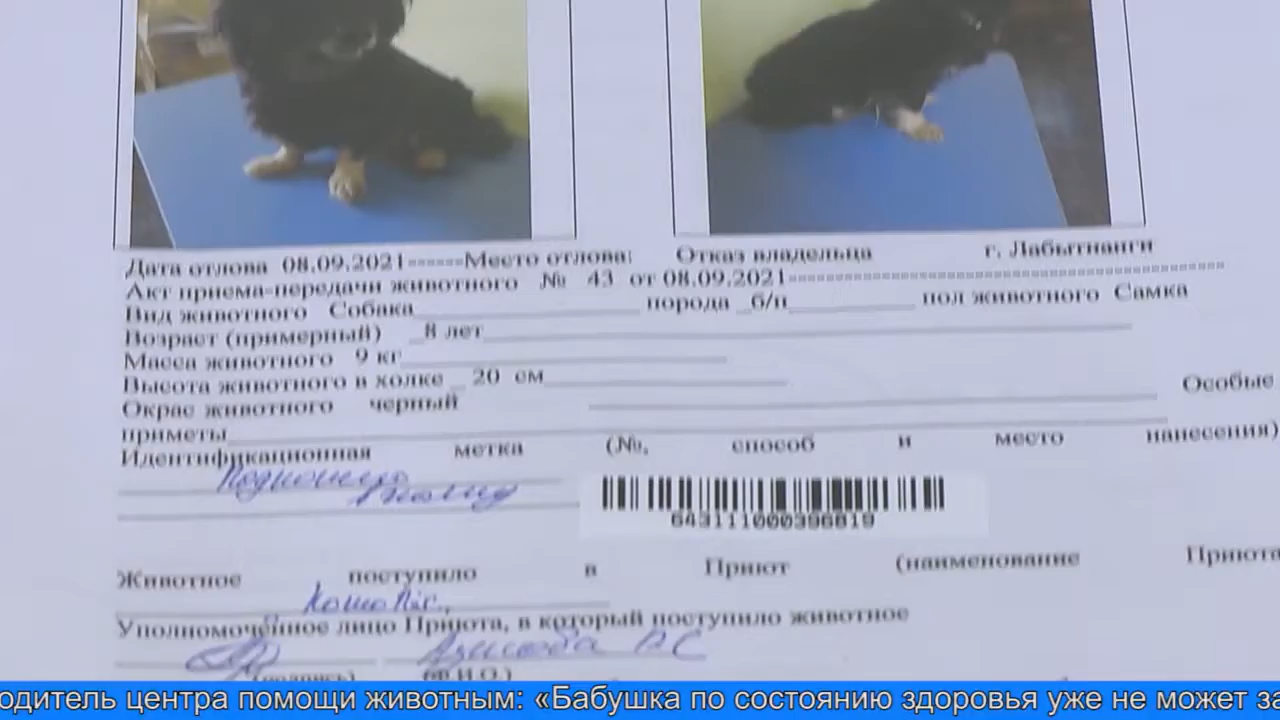 Дата отлова 08.09.2021------Место отлова: Отказ владельца г. Лабытнанги
Акт приема-передачи животного № 43 от 08.09.2021
Вид животного Собака порода б/п пол животного Самка
Возраст (примерный) 8 лет
Масса животного 9 кг
Высота животного в холке 20 см
Окрас животного черный Особые
приметы
Идентификационная метка (№, способ и место нанесения)
643111000396819
Животное поступило в Приют (наименование Приюта
Уполномоченное лицо Приюта, в который поступило животное
(подпись) (Ф.И.О.)
одитель центра помощи животным: «Бабушка по состоянию здоровья уже не может за